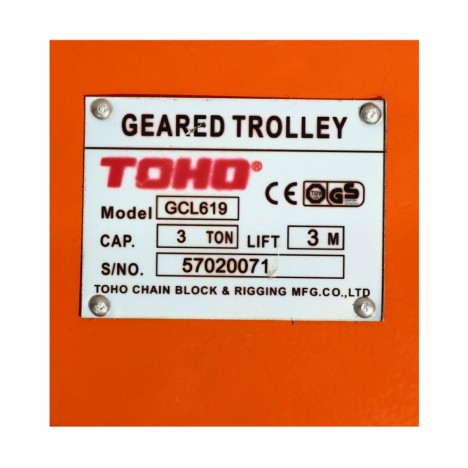 GEARED TROLLEY
TOHO®
CE TÜV GS
Model GCL619
CAP. 3 TON LIFT 3 M
S/NO. 57020071
TOHO CHAIN BLOCK & RIGGING MFG.CO.,LTD